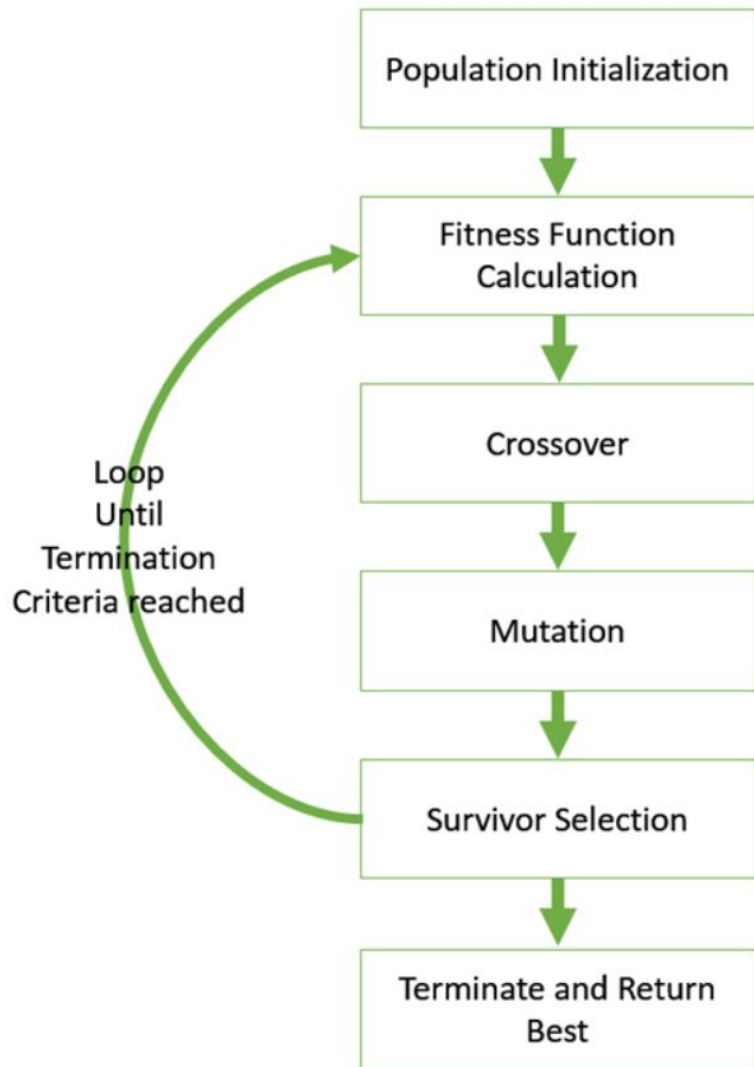 Population Initialization
Fitness Function
Calculation
Crossover
Loop
Until
Termination
Criteria reached
Mutation
Survivor Selection
Terminate and Return
Best